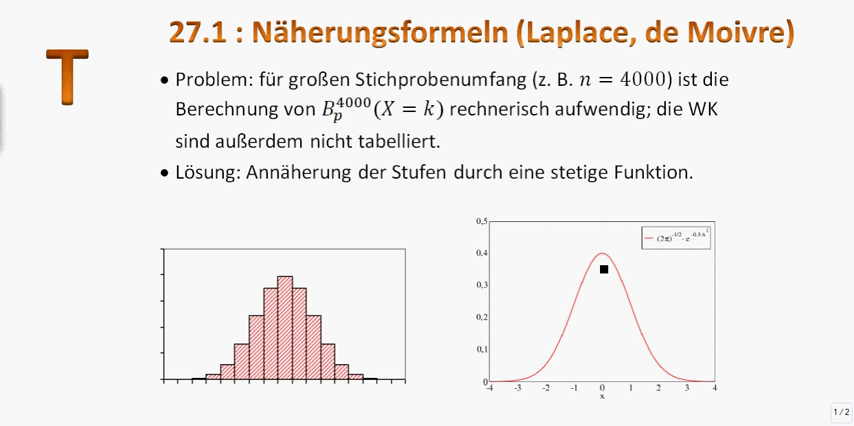 27.1 : Näherungsformeln (Laplace, de Moivre)
T
• Problem: für großen Stichprobenumfang (z. B. n = 4000) ist die
Berechnung von B_p^4000 (X = k) rechnerisch aufwendig; die WK
sind außerdem nicht tabelliert.
• Lösung: Annäherung der Stufen durch eine stetige Funktion.
0,5
(2π)^-1/2 · e^-0.5 x^2
0,4
0,3
0,2
0,1
0
-4 -3 -2 -1 0 1 2 3 4
x
1 / 2